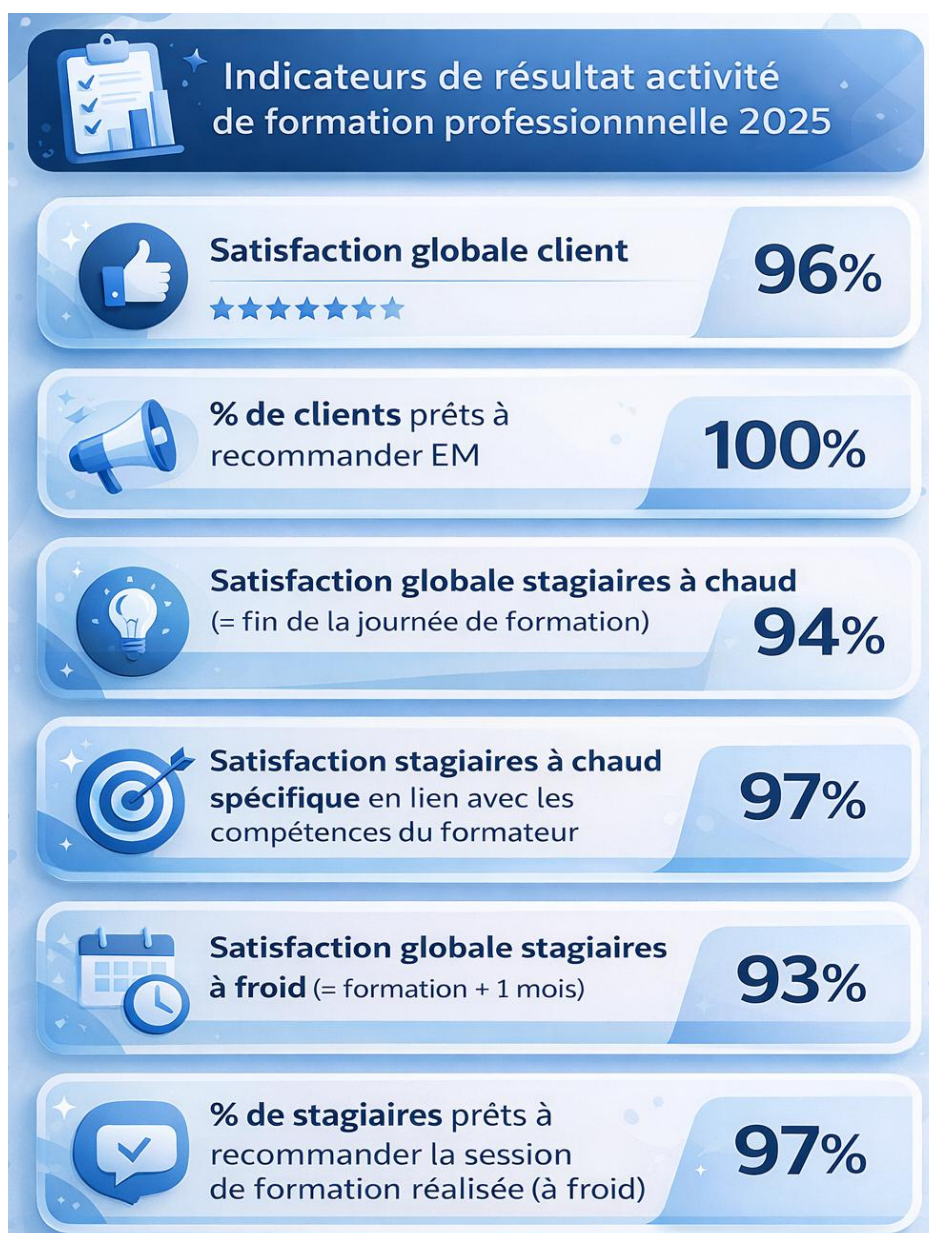 Indicateurs de résultat activité
de formation professionnnelle 2025
Satisfaction globale client
96%
% de clients prêts à
recommander EM
100%
Satisfaction globale stagiaires à chaud
(= fin de la journée de formation)
94%
Satisfaction stagiaires à chaud
spécifique en lien avec les
compétences du formateur
97%
Satisfaction globale stagiaires
à froid (= formation + 1 mois)
93%
% de stagiaires prêts à
recommander la session
de formation réalisée (à froid)
97%